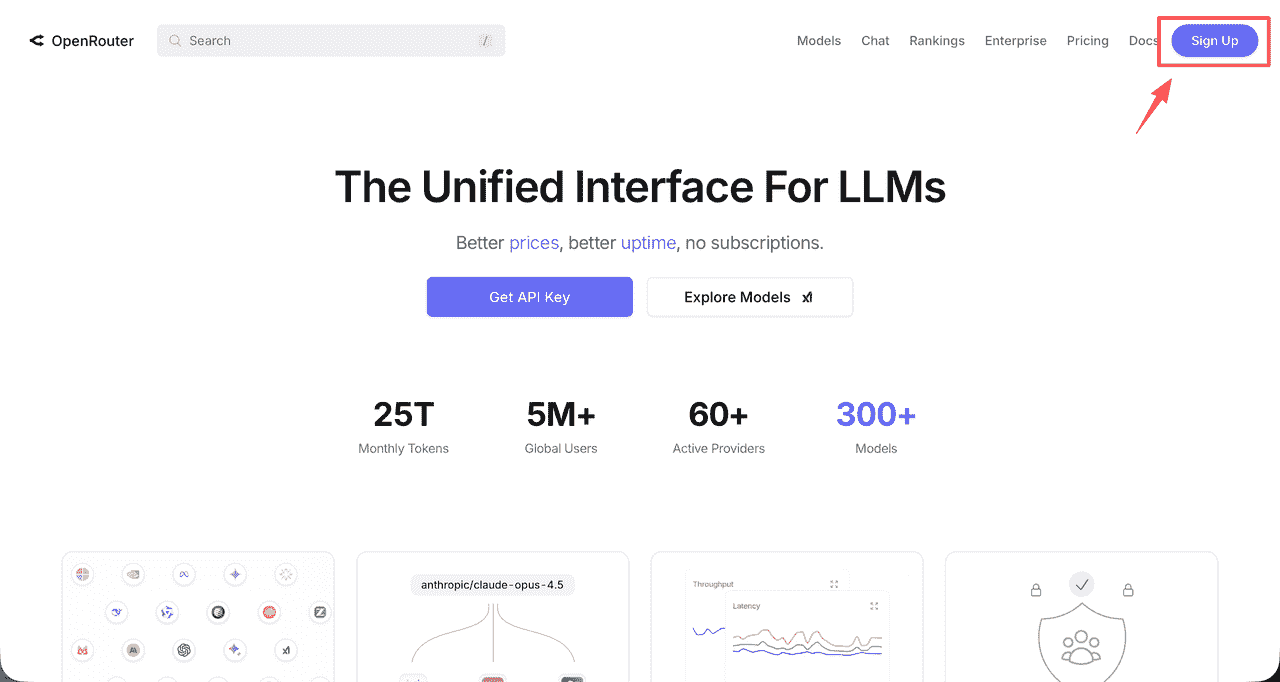 OpenRouter
Search
/
Models
Chat
Rankings
Enterprise
Pricing
Docs
Sign Up
The Unified Interface For LLMs
Better prices, better uptime, no subscriptions.
Get API Key
Explore Models
25T
Monthly Tokens
5M+
Global Users
60+
Active Providers
300+
Models
anthropic/claude-opus-4.5
Throughput
Latency